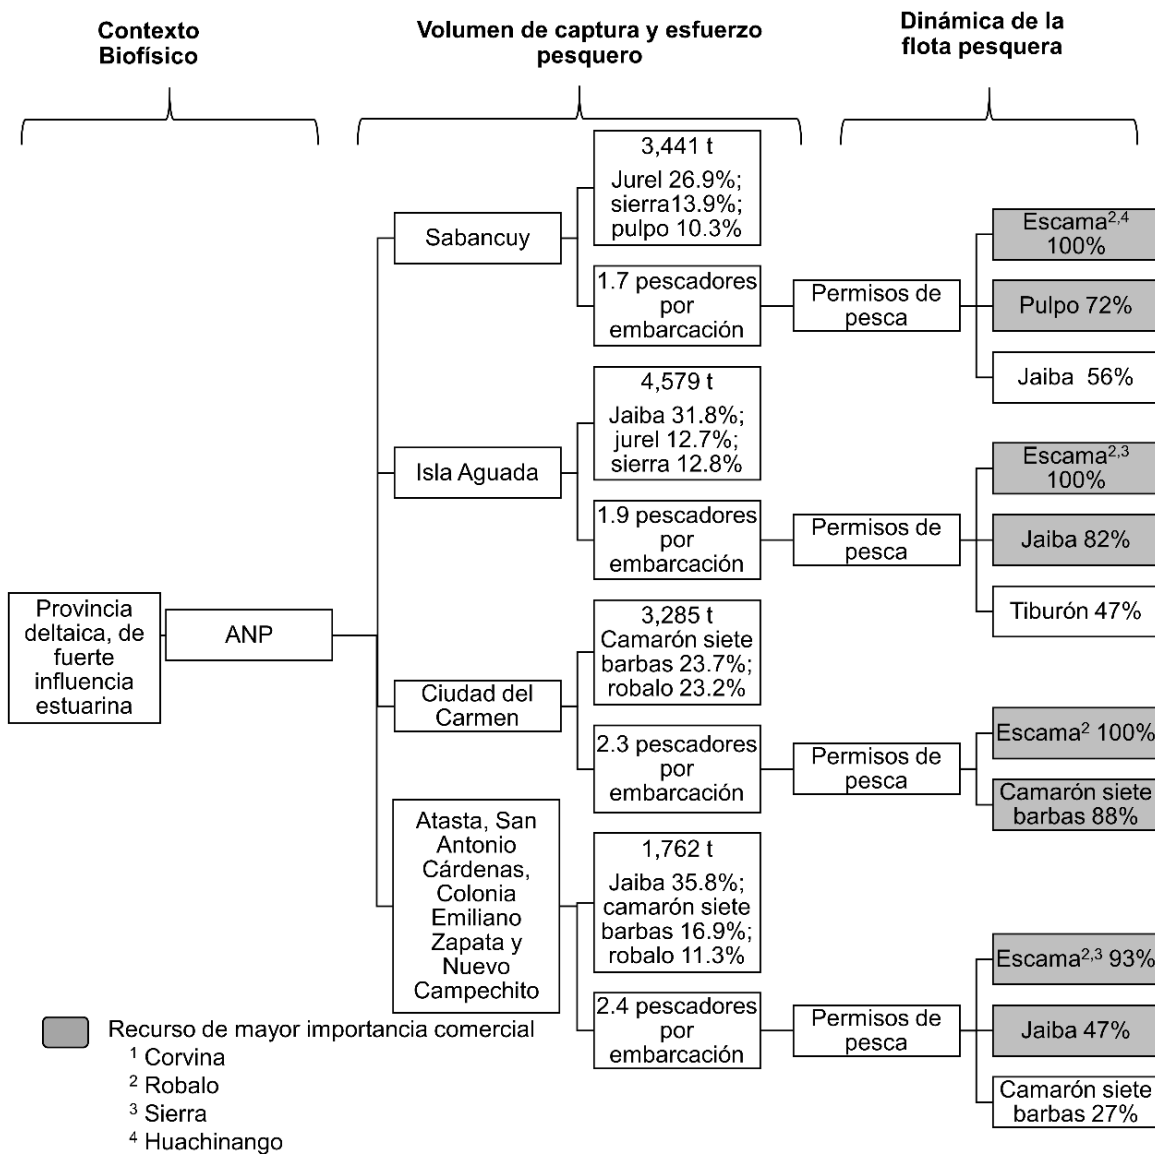 Contexto
Biofísico
Volumen de captura y esfuerzo
pesquero
Dinámica de la
flota pesquera
Provincia
deltaica, de
fuerte
influencia
estuarina
ANP
Sabancuy
3,441 t
Jurel 26.9%;
sierra13.9%;
pulpo 10.3%
1.7 pescadores
por
embarcación
Permisos de
pesca
Escama2,4
100%
Pulpo 72%
Jaiba 56%
Isla Aguada
4,579 t
Jaiba 31.8%;
jurel 12.7%;
sierra 12.8%
1.9 pescadores
por
embarcación
Permisos de
pesca
Escama2,3
100%
Jaiba 82%
Tiburón 47%
Ciudad del
Carmen
3,285 t
Camarón siete
barbas 23.7%;
robalo 23.2%
2.3 pescadores
por
embarcación
Permisos de
pesca
Escama2 100%
Camarón siete
barbas 88%
Atasta, San
Antonio
Cárdenas,
Colonia
Emiliano
Zapata y
Nuevo
Campechito
1,762 t
Jaiba 35.8%;
camarón siete
barbas 16.9%;
robalo 11.3%
2.4 pescadores
por
embarcación
Permisos de
pesca
Escama2,3 93%
Jaiba 47%
Camarón siete
barbas 27%
Recurso de mayor importancia comercial
1 Corvina
2 Robalo
3 Sierra
4 Huachinango